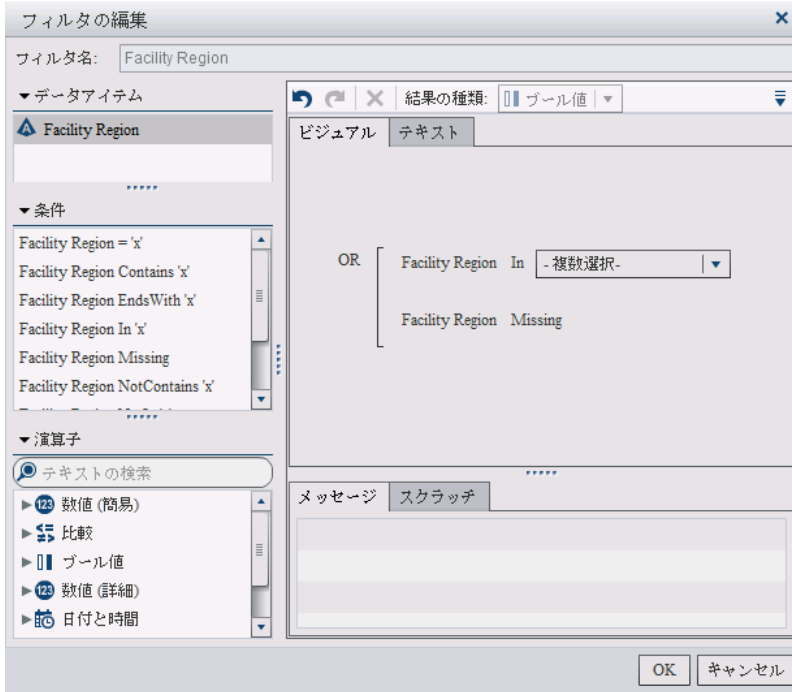 フィルタの編集
フィルタ名: Facility Region
データアイテム
Facility Region
条件
Facility Region = 'x'
Facility Region Contains 'x'
Facility Region EndsWith 'x'
Facility Region In 'x'
Facility Region Missing
Facility Region NotContains 'x'
演算子
テキストの検索
数値 (簡易)
比較
ブール値
数値 (詳細)
日付と時間
結果の種類: ブール値
ビジュアル テキスト
OR
Facility Region In -複数選択-
Facility Region Missing
メッセージ スクラッチ
OK キャンセル